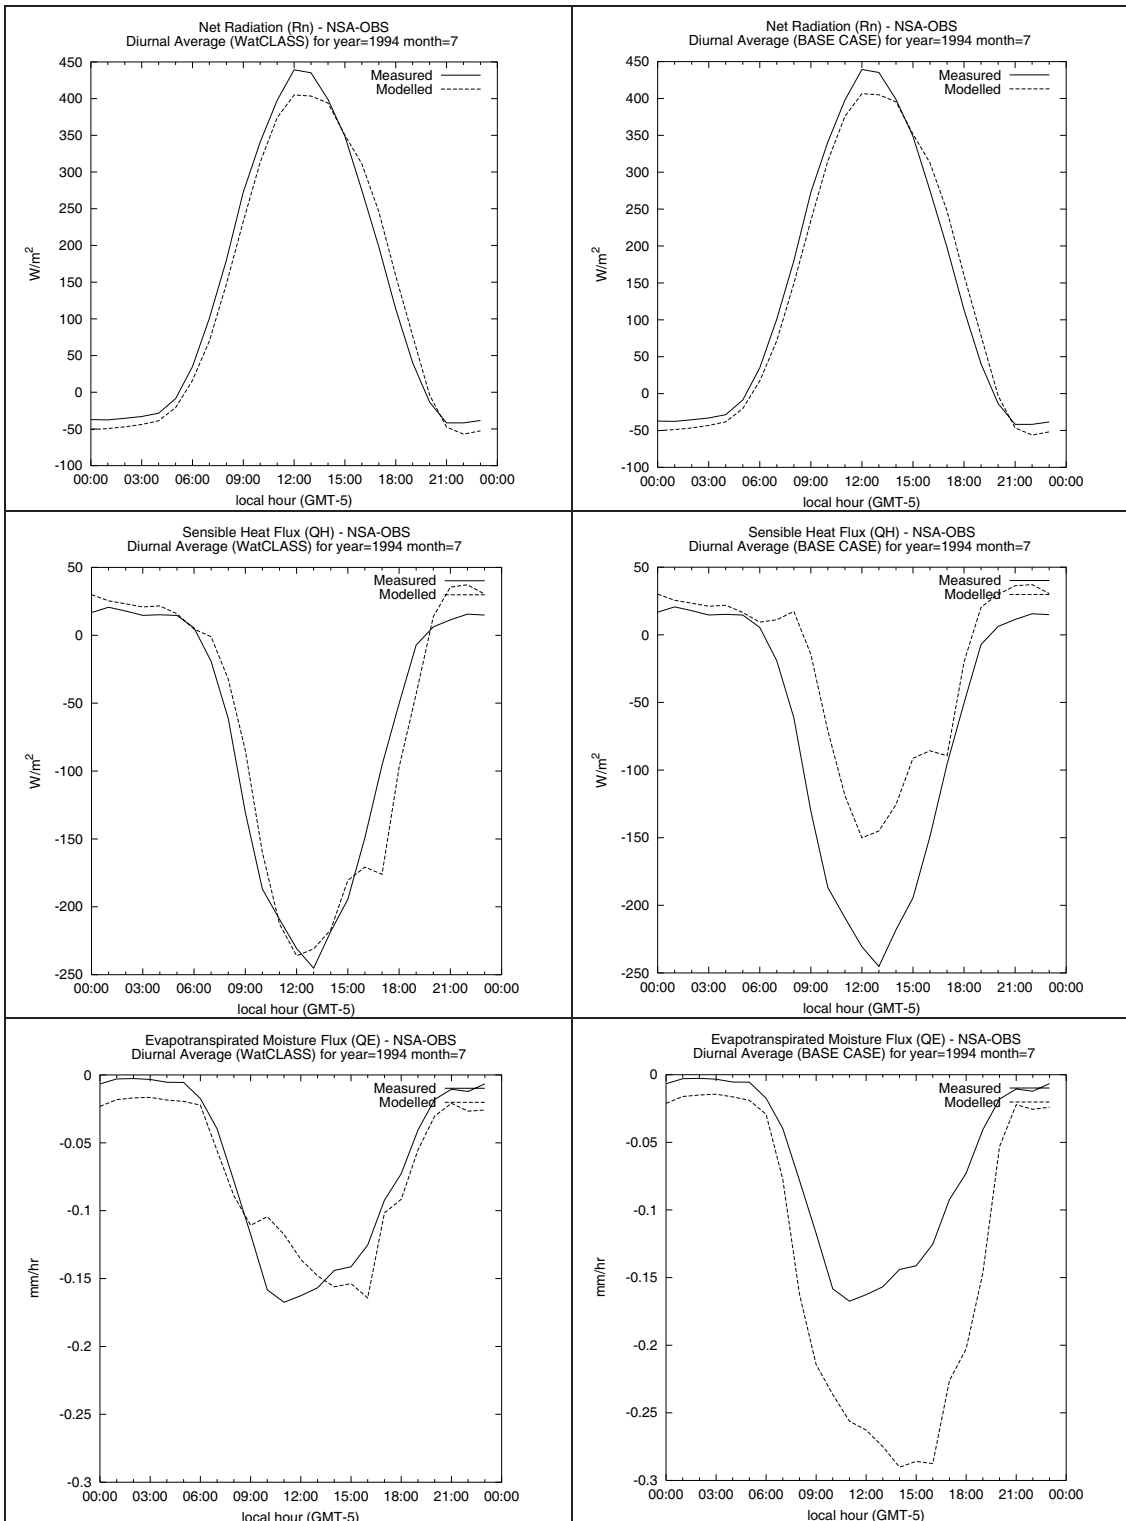 Net Radiation (Rn) - NSA-OBS
Diurnal Average (WatCLASS) for year=1994 month=7
Measured
Modelled
450
400
350
300
250
200
150
100
50
0
-50
-100
W/m²
00:00 03:00 06:00 09:00 12:00 15:00 18:00 21:00 00:00
local hour (GMT-5)
Net Radiation (Rn) - NSA-OBS
Diurnal Average (BASE CASE) for year=1994 month=7
Measured
Modelled
450
400
350
300
250
200
150
100
50
0
-50
-100
W/m²
00:00 03:00 06:00 09:00 12:00 15:00 18:00 21:00 00:00
local hour (GMT-5)
Sensible Heat Flux (QH) - NSA-OBS
Diurnal Average (WatCLASS) for year=1994 month=7
Measured
Modelled
50
0
-50
-100
-150
-200
-250
W/m²
00:00 03:00 06:00 09:00 12:00 15:00 18:00 21:00 00:00
local hour (GMT-5)
Sensible Heat Flux (QH) - NSA-OBS
Diurnal Average (BASE CASE) for year=1994 month=7
Measured
Modelled
50
0
-50
-100
-150
-200
-250
W/m²
00:00 03:00 06:00 09:00 12:00 15:00 18:00 21:00 00:00
local hour (GMT-5)
Evapotranspirated Moisture Flux (QE) - NSA-OBS
Diurnal Average (WatCLASS) for year=1994 month=7
Measured
Modelled
0
-0.05
-0.1
-0.15
-0.2
-0.25
-0.3
mm/hr
00:00 03:00 06:00 09:00 12:00 15:00 18:00 21:00 00:00
local hour (GMT-5)
Evapotranspirated Moisture Flux (QE) - NSA-OBS
Diurnal Average (BASE CASE) for year=1994 month=7
Measured
Modelled
0
-0.05
-0.1
-0.15
-0.2
-0.25
-0.3
mm/hr
00:00 03:00 06:00 09:00 12:00 15:00 18:00 21:00 00:00
local hour (GMT-5)